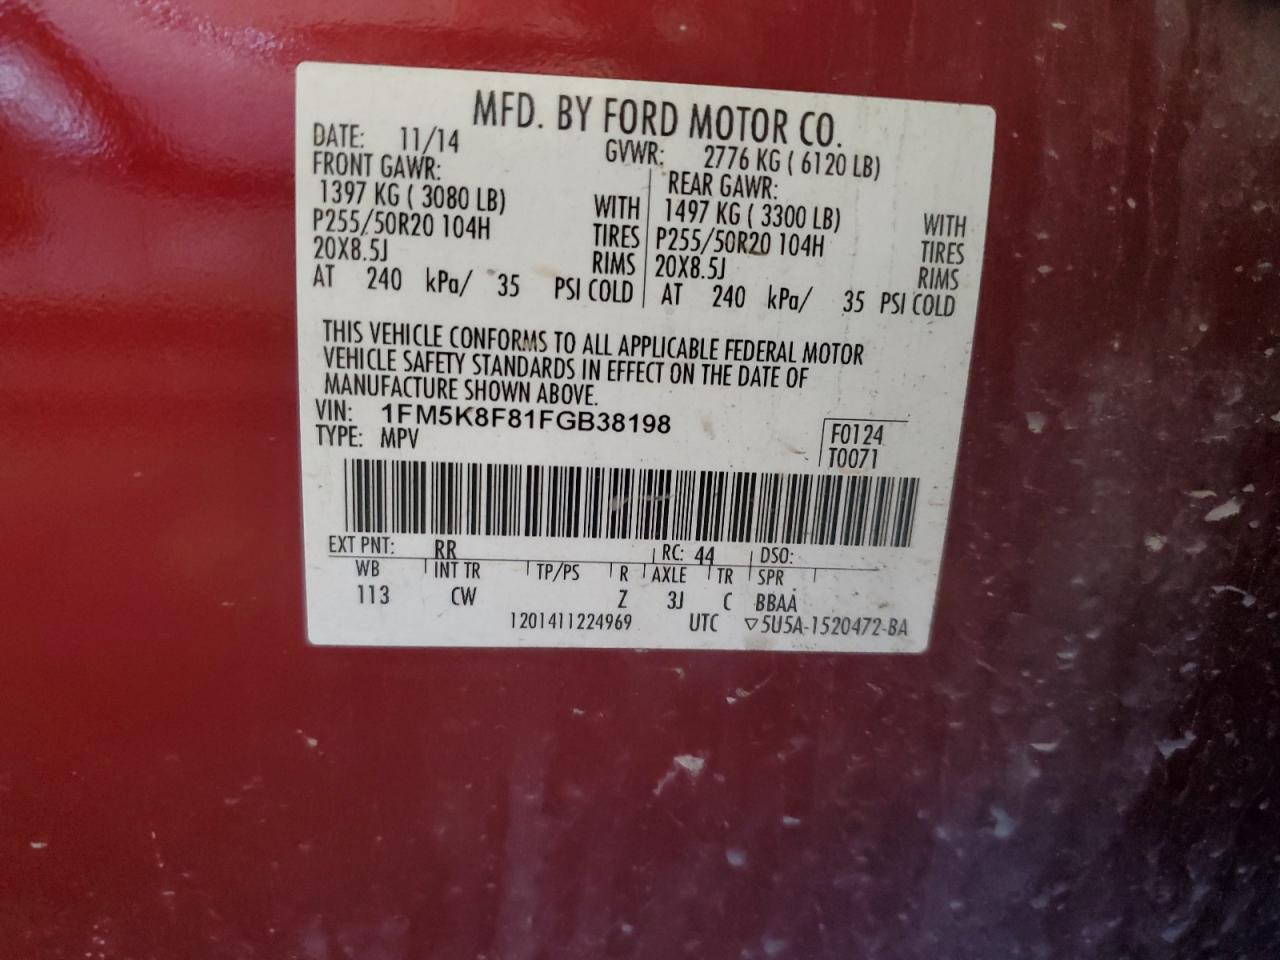 MFD. BY FORD MOTOR CO.
DATE: 11/14 GVWR: 2776 KG ( 6120 LB)
FRONT GAWR: REAR GAWR:
1397 KG ( 3080 LB) WITH 1497 KG ( 3300 LB) WITH
P255/50R20 104H TIRES P255/50R20 104H TIRES
20X8.5J RIMS 20X8.5J RIMS
AT 240 kPa/ 35 PSI COLD AT 240 kPa/ 35 PSI COLD
THIS VEHICLE CONFORMS TO ALL APPLICABLE FEDERAL MOTOR
VEHICLE SAFETY STANDARDS IN EFFECT ON THE DATE OF
MANUFACTURE SHOWN ABOVE.
VIN: 1FM5K8F81FGB38198 F0124
TYPE: MPV T0071
EXT PNT: RR RC: 44 DSO:
WB INT TR TP/PS R AXLE TR SPR
113 CW Z 3J C BBAA
1201411224969 UTC ▽5U5A-1520472-BA